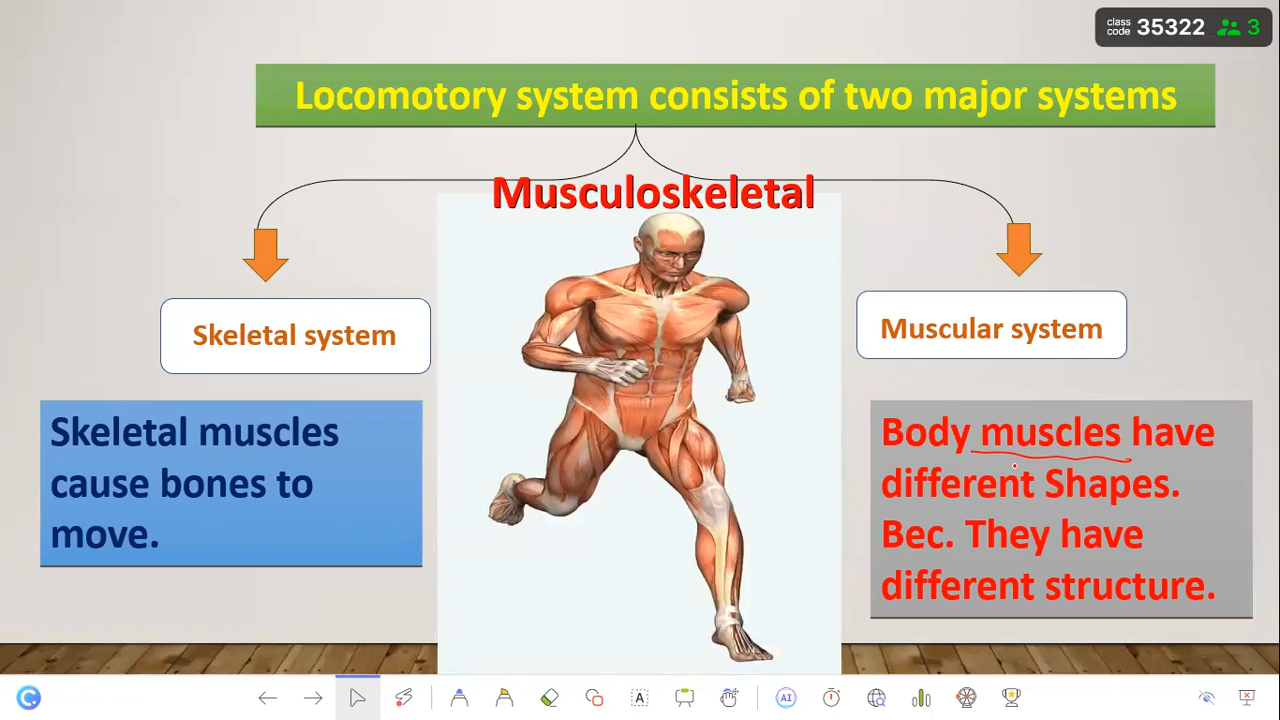 class code 35322 3
Locomotory system consists of two major systems
Musculoskeletal
Skeletal system
Muscular system
Skeletal muscles
cause bones to
move.
Body muscles have
different Shapes.
Bec. They have
different structure.
A
AI